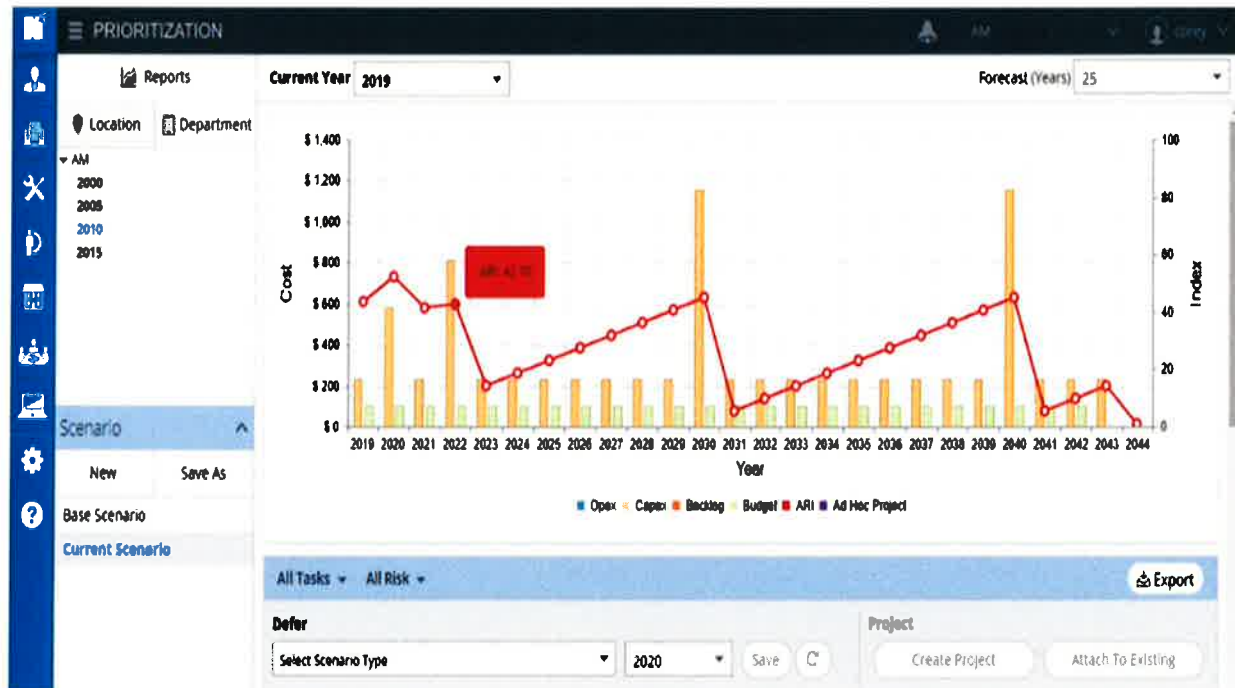 PRIORITIZATION
AM
Reports
Current Year 2019
Forecast (Years) 25
Location Department
AM
2000
2005
2010
2015
$ 1.400
$ 1.200
$ 1.000
$ 800
$ 600
$ 400
$ 200
$ 0
Cost
100
80
60
40
20
0
Index
2019 2020 2021 2022 2023 2024 2025 2026 2027 2028 2029 2030 2031 2032 2033 2034 2035 2036 2037 2038 2039 2040 2041 2042 2043 2044
Year
Opex Capex Backlog Budget ARI Ad Hoc Project
Scenario
New Save As
Base Scenario
Current Scenario
All Tasks All Risk Export
Defer
Project
Select Scenario Type 2020 Save Create Project Attach To Existing